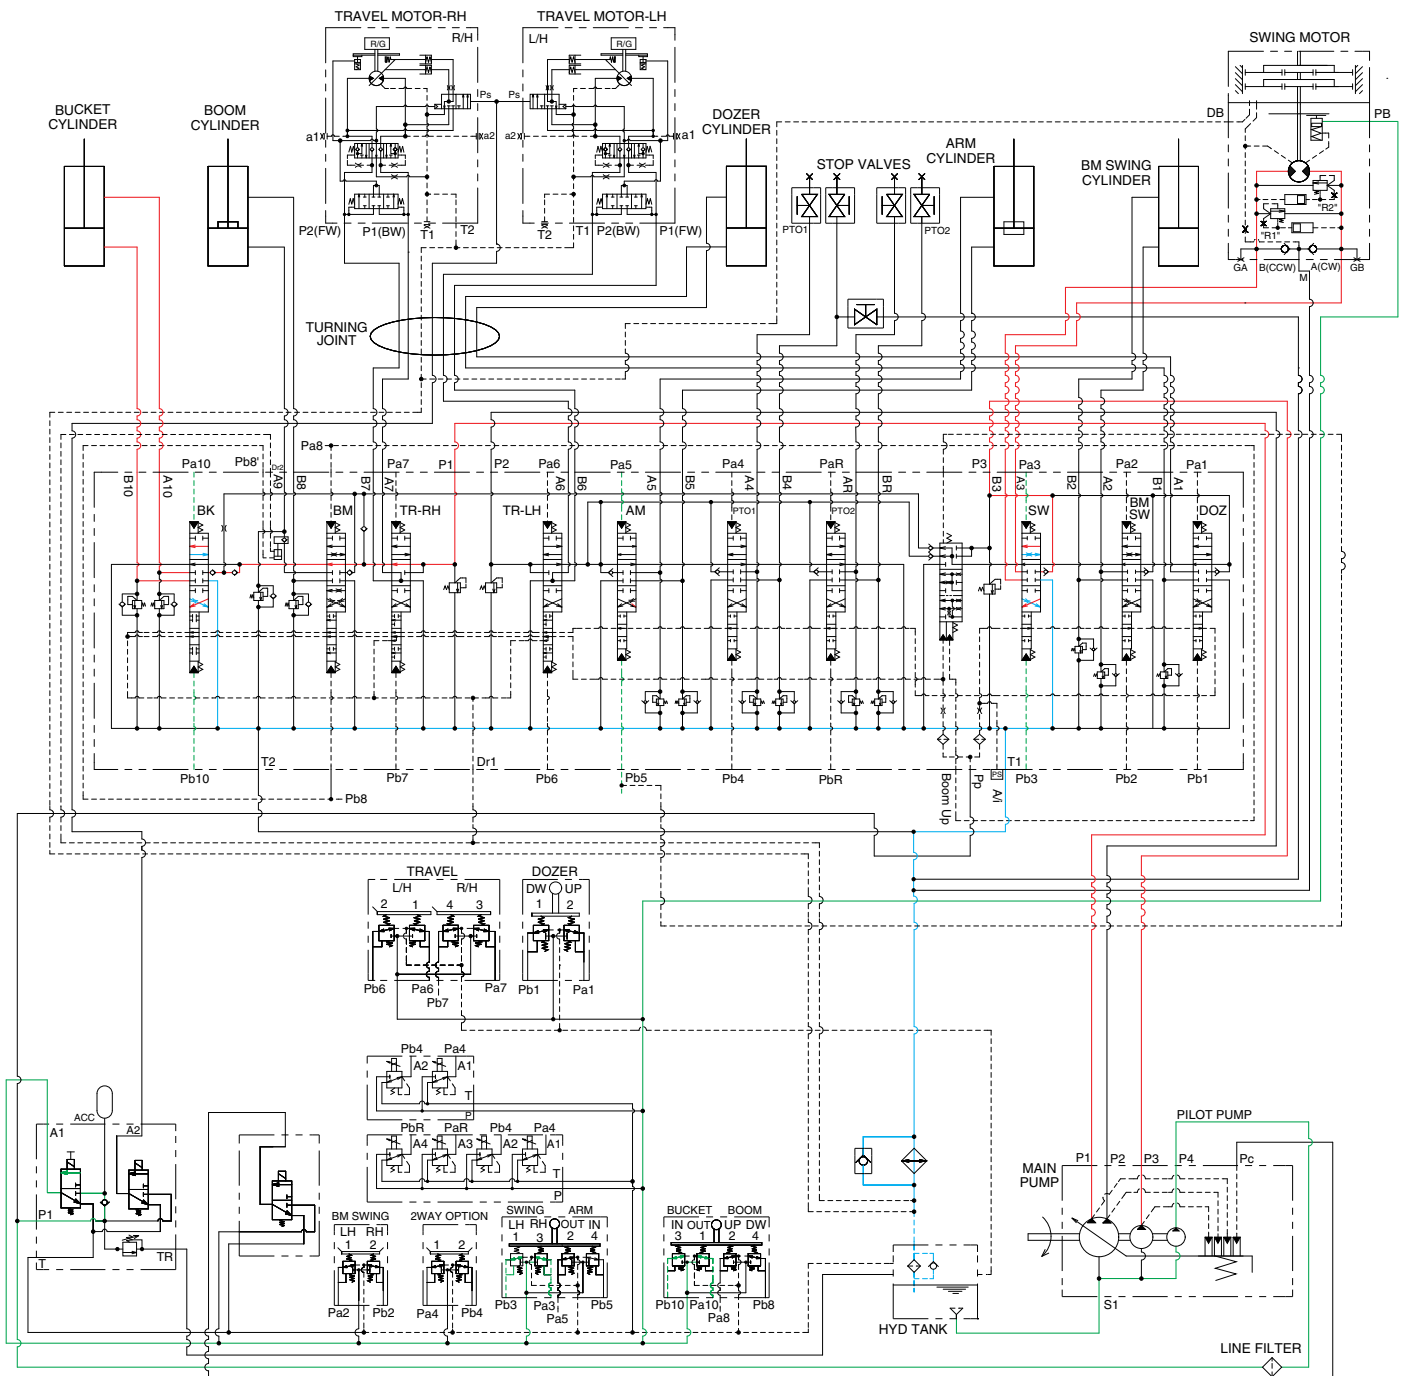 TRAVEL MOTOR-RH
TRAVEL MOTOR-LH
SWING MOTOR
R/H
L/H
R/G
R/G
BUCKET
CYLINDER
BOOM
CYLINDER
DOZER
CYLINDER
STOP VALVES
ARM
CYLINDER
BM SWING
CYLINDER
Ps
Ps
DB
PB
a1
a2
a2
a1
PTO1
PTO2
"R2"
"R1"
P2(FW)
P1(BW)
T1
T2
T2
T1
P2(BW)
P1(FW)
GA
B(CCW)
M
A(CW)
GB
TURNING
JOINT
Pa8
Pb8'
Dr2
Pa10
Pa7
P1
P2
Pa6
Pa5
Pa4
PaR
P3
Pa3
Pa2
Pa1
B10
A10
A9
B8
B7
A7
A6
B6
A5
B5
A4
B4
AR
BR
B3
A3
B2
A2
B1
A1
BK
BM
TR-RH
TR-LH
AM
PTO1
PTO2
SW
BM
SW
DOZ
Pb10
T2
Pb7
Dr1
Pb6
Pb5
Pb4
PbR
Boom Up
Pp
PS
A/i
T1
Pb3
Pb2
Pb1
Pb8
TRAVEL
L/H
R/H
2
1
4
3
Pb6
Pa6
Pb7
Pa7
DOZER
DW
UP
1
2
Pb1
Pa1
Pb4
Pa4
A2
A1
T
P
PbR
PaR
Pb4
Pa4
A4
A3
A2
A1
T
P
ACC
A1
A2
P1
T
TR
BM SWING
LH
RH
1
2
Pa2
Pb2
2WAY OPTION
1
2
Pa4
Pb4
SWING
ARM
LH
RH
OUT
IN
1
3
2
4
Pb3
Pa3
Pa5
Pb5
BUCKET
BOOM
IN
OUT
UP
DW
3
1
2
4
Pb10
Pa10
Pa8
Pb8
HYD TANK
PILOT PUMP
MAIN
PUMP
P1
P2
P3
P4
Pc
S1
LINE FILTER